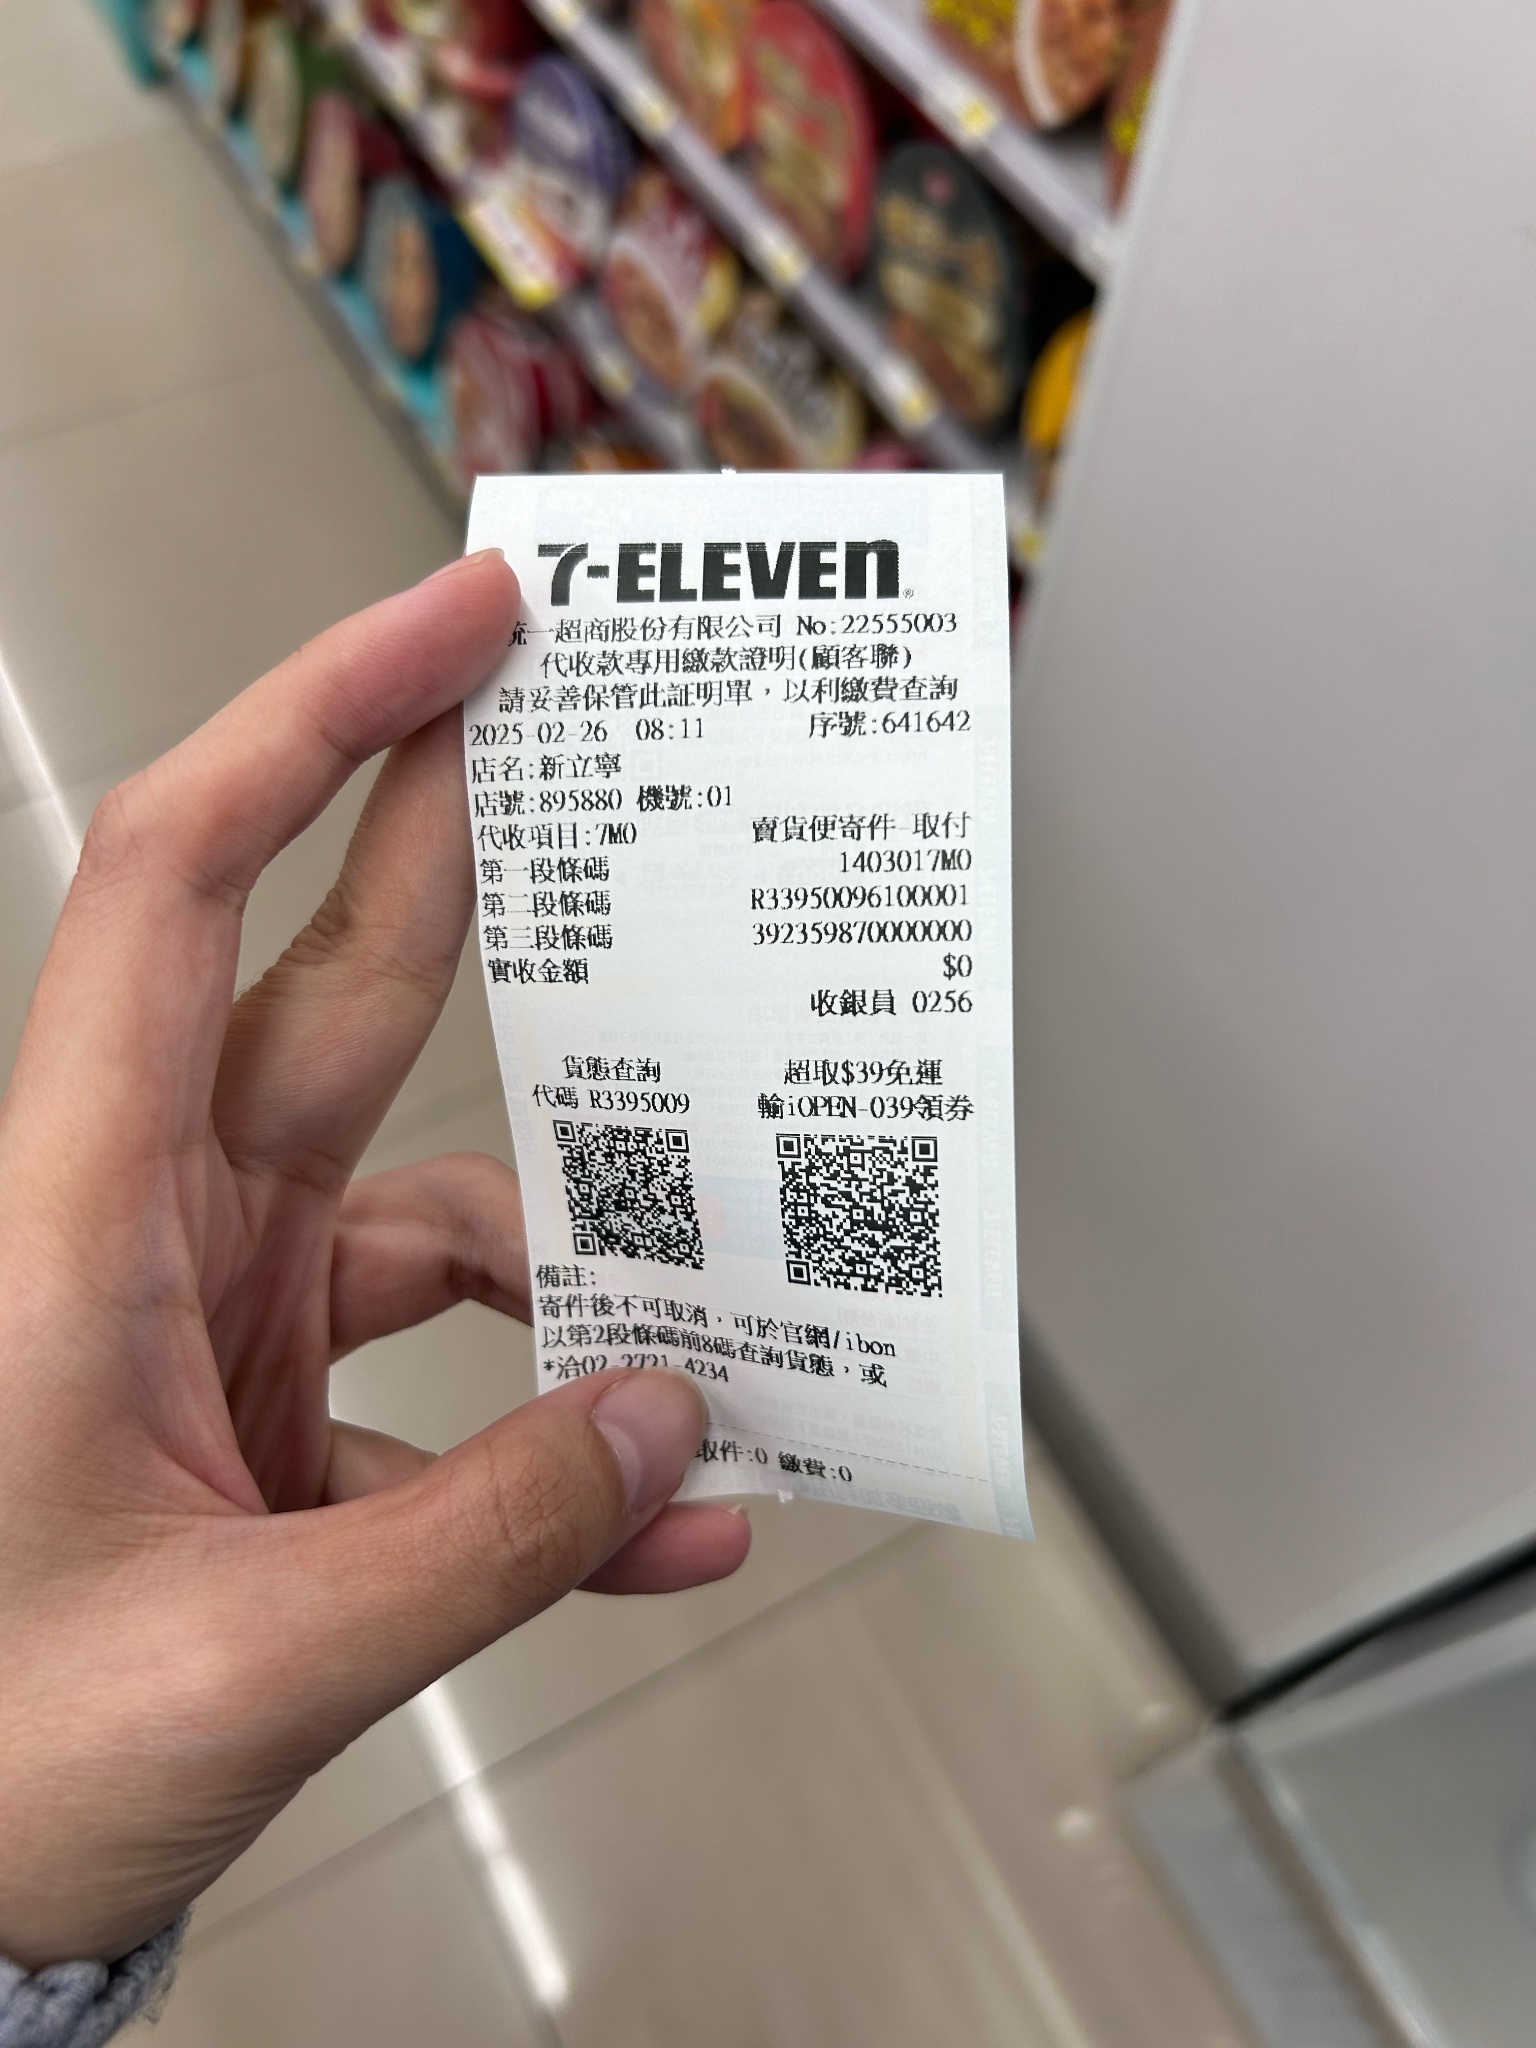 7-ELEVEN®
統一超商股份有限公司 No:22555003
代收款專用繳款證明(顧客聯)
請妥善保管此証明單，以利繳費查詢
2025-02-26 08:11 序號:641642
店名:新立寧
店號:895880 機號:01
代收項目:7M0 賣貨便寄件-取付
第一段條碼 1403017M0
第二段條碼 R33950096100001
第三段條碼 392359870000000
實收金額 $0
收銀員 0256
貨態查詢 超取$39免運
代碼 R3395009 輸iOPEN-039領券
備註:
寄件後不可取消，可於官網/ibon
以第2段條碼前8碼查詢貨態，或
*洽02-2721-4234
取件:0 繳費:0